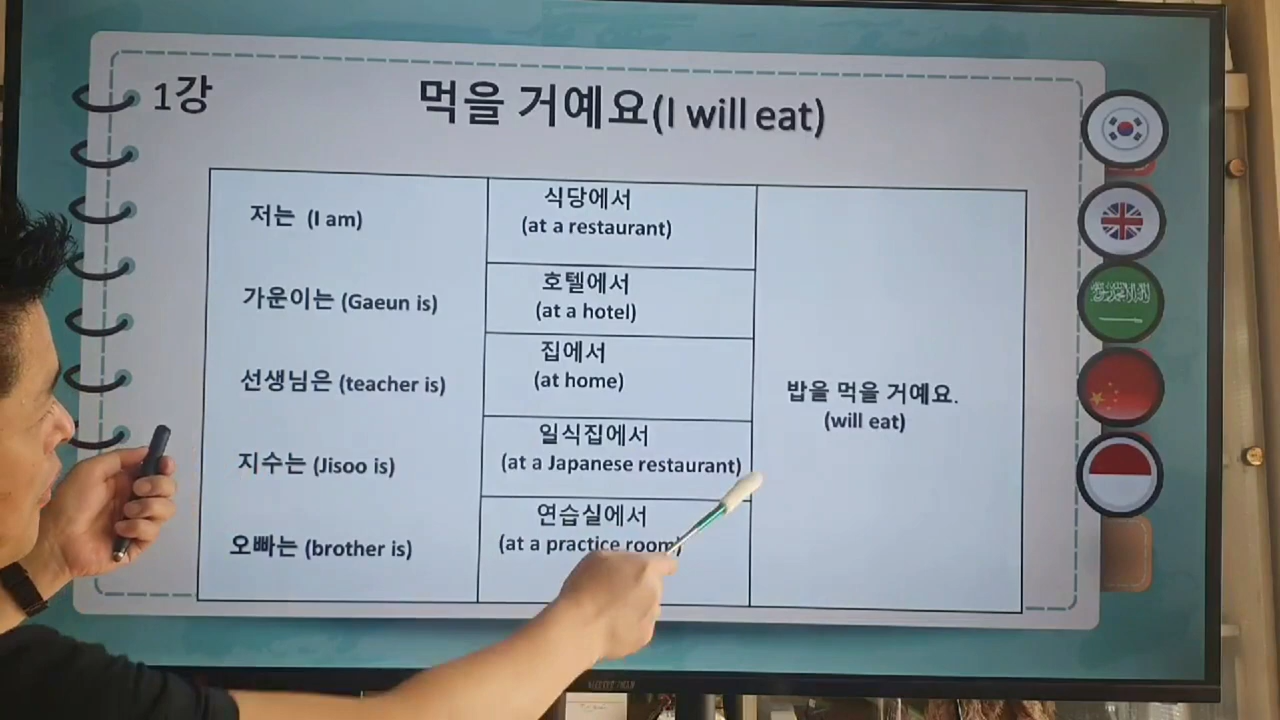 1강
먹을 거예요(I will eat)
저는 (I am)
가운이는 (Gaeun is)
선생님은 (teacher is)
지수는 (Jisoo is)
오빠는 (brother is)
식당에서
(at a restaurant)
호텔에서
(at a hotel)
집에서
(at home)
일식집에서
(at a Japanese restaurant)
연습실에서
(at a practice room)
밥을 먹을 거예요.
(will eat)